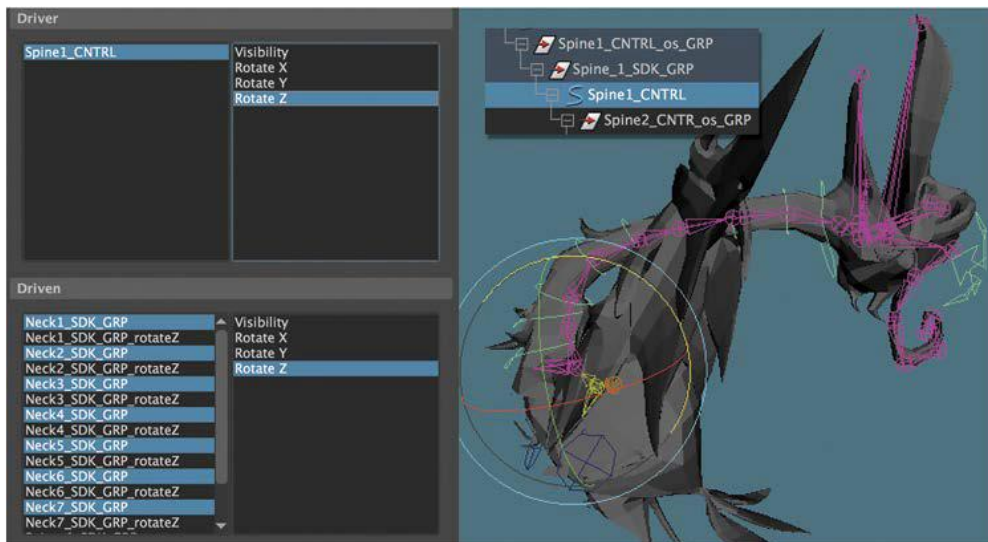 Driver
Spine1_CNTRL
Visibility
Rotate X
Rotate Y
Rotate Z
Driven
Neck1_SDK_GRP
Neck1_SDK_GRP_rotateZ
Neck2_SDK_GRP
Neck2_SDK_GRP_rotateZ
Neck3_SDK_GRP
Neck3_SDK_GRP_rotateZ
Neck4_SDK_GRP
Neck4_SDK_GRP_rotateZ
Neck5_SDK_GRP
Neck5_SDK_GRP_rotateZ
Neck6_SDK_GRP
Neck6_SDK_GRP_rotateZ
Neck7_SDK_GRP
Neck7_SDK_GRP_rotateZ
Visibility
Rotate X
Rotate Y
Rotate Z
Spine1_CNTRL_os_GRP
Spine_1_SDK_GRP
Spine1_CNTRL
Spine2_CNTR_os_GRP